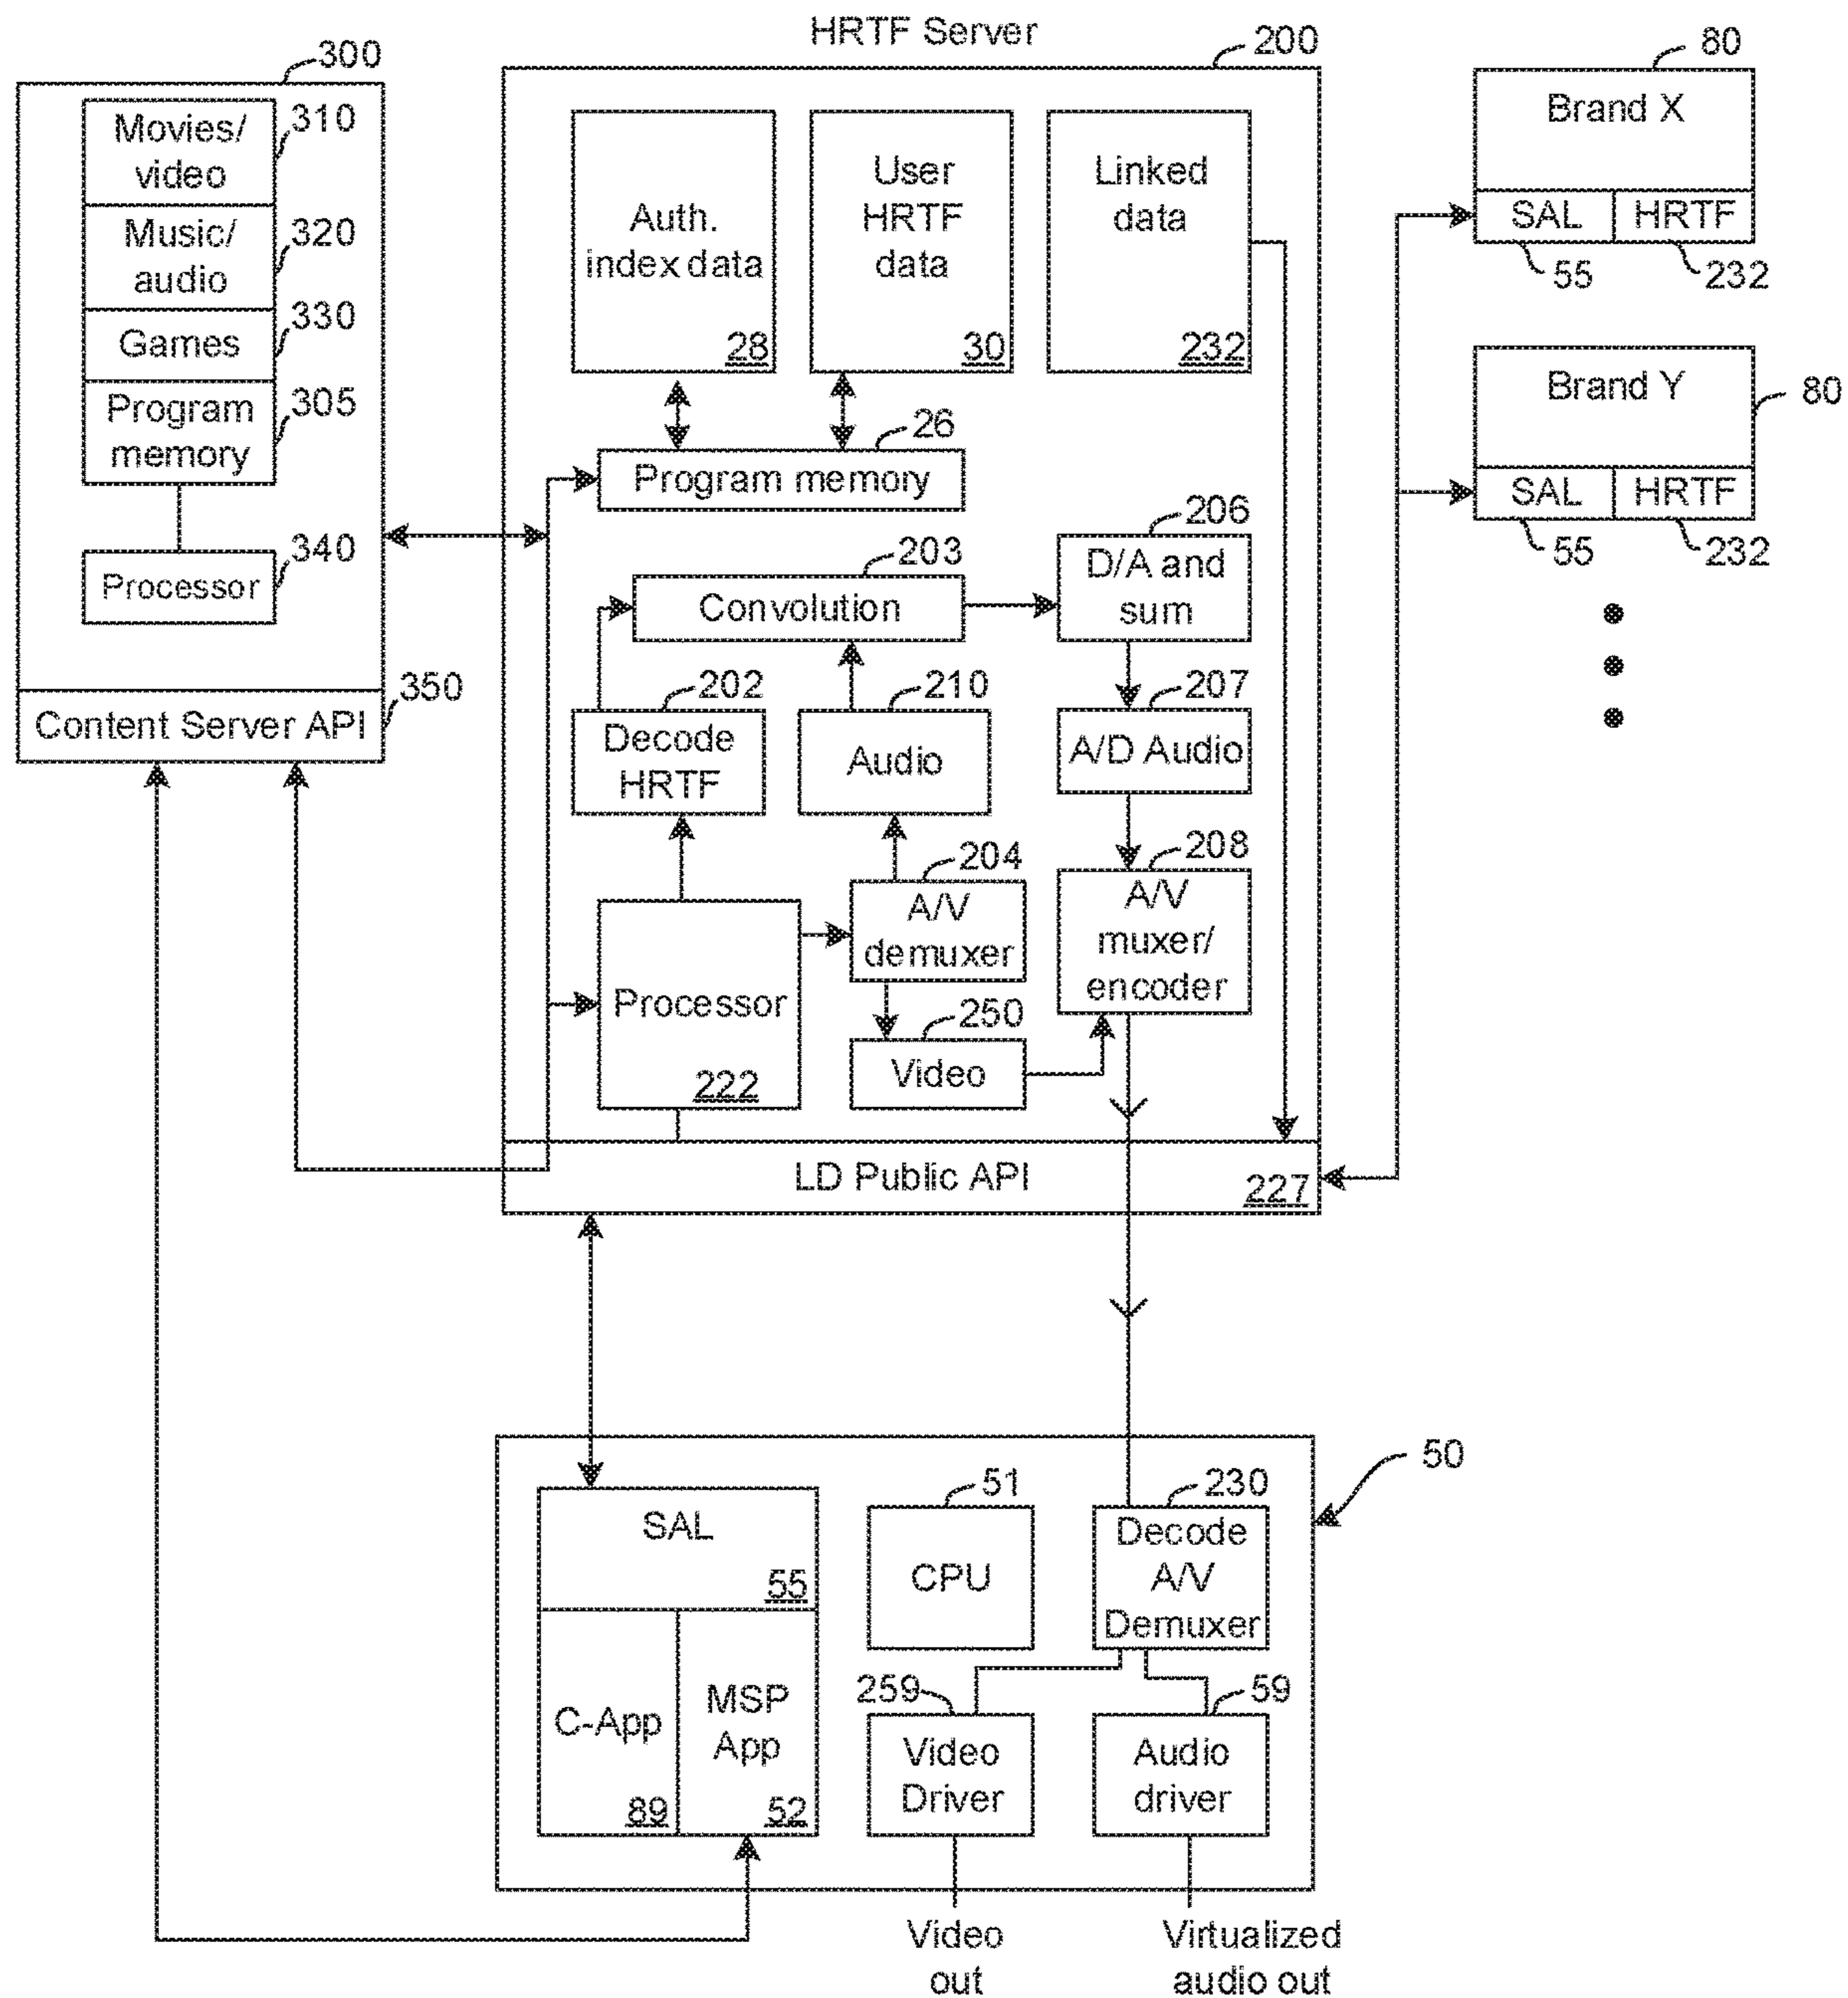 HRTF Server
200
300
Movies/
video
310
Music/
audio
320
Games
330
Program
memory
305
Processor
340
Content Server API
350
Auth.
index data
28
User
HRTF
data
30
Linked
data
232
Program memory
26
Convolution
203
D/A and
sum
206
Decode
HRTF
202
Audio
210
A/D Audio
207
A/V
demuxer
204
A/V
muxer/
encoder
208
Processor
222
Video
250
LD Public API
227
Brand X
80
SAL
HRTF
55
232
Brand Y
80
SAL
HRTF
55
232
50
SAL
55
C-App
89
MSP
App
52
CPU
51
Decode
A/V
Demuxer
230
Video
Driver
259
Audio
driver
59
Video
out
Virtualized
audio out